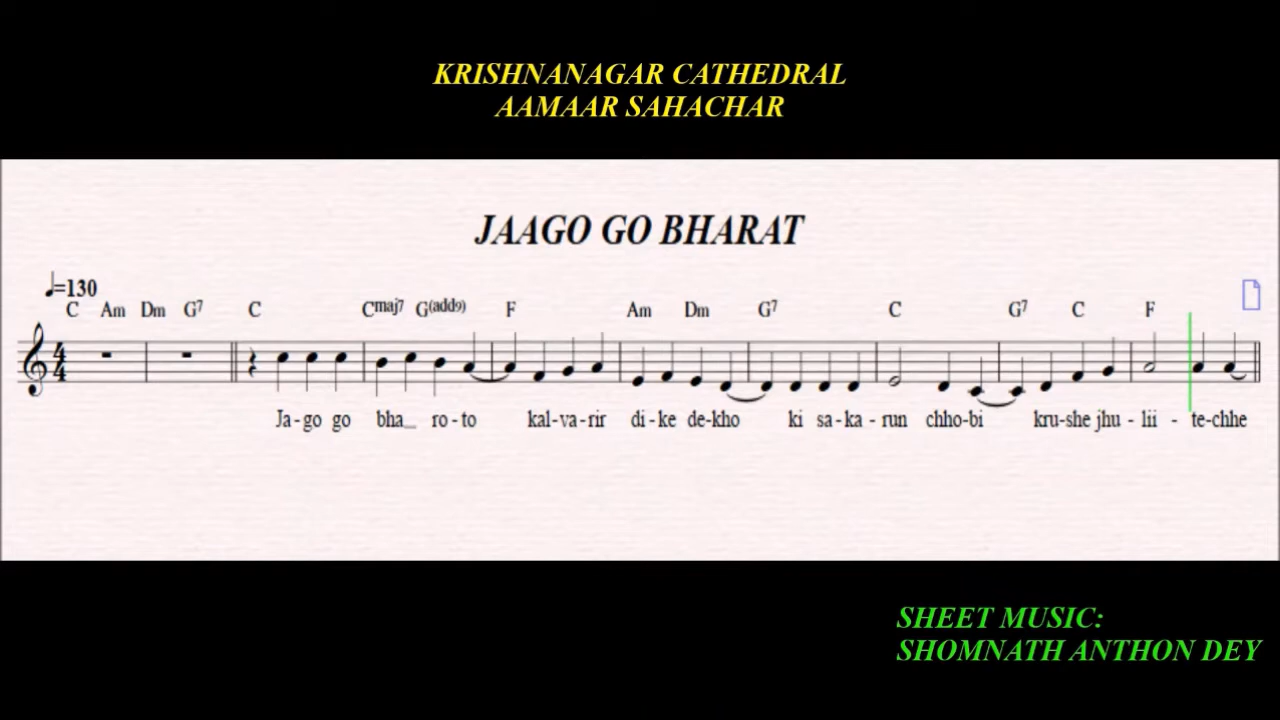 KRISHNANAGAR CATHEDRAL
AAMAAR SAHACHAR
JAAGO GO BHARAT
♩=130
C Am Dm G7 C Cmaj7 G(add9) F Am Dm G7 C G7 C F
4
4
Ja-go go bha_ ro-to kal-va-rir di-ke de-kho ki sa-ka-run chho-bi kru-she jhu-lii-te-chhe
SHEET MUSIC:
SHOMNATH ANTHON DEY